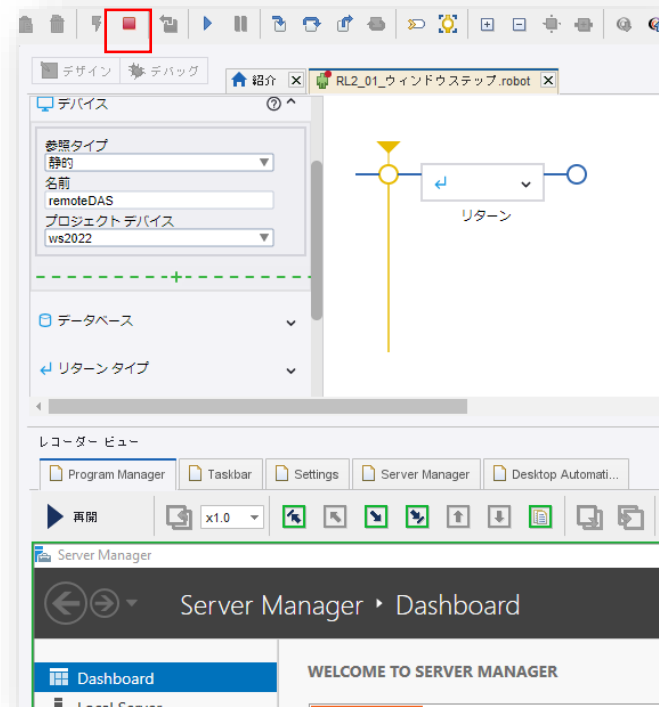 デザイン デバッグ
紹介 RL2_01_ウィンドウステップ.robot
デバイス
参照タイプ
静的
名前
remoteDAS
プロジェクト デバイス
ws2022
リターン
データベース
リターン タイプ
レコーダー ビュー
Program Manager Taskbar Settings Server Manager Desktop Automati...
再開 x1.0
Server Manager
Server Manager ‣ Dashboard
Dashboard
WELCOME TO SERVER MANAGER
Local Server